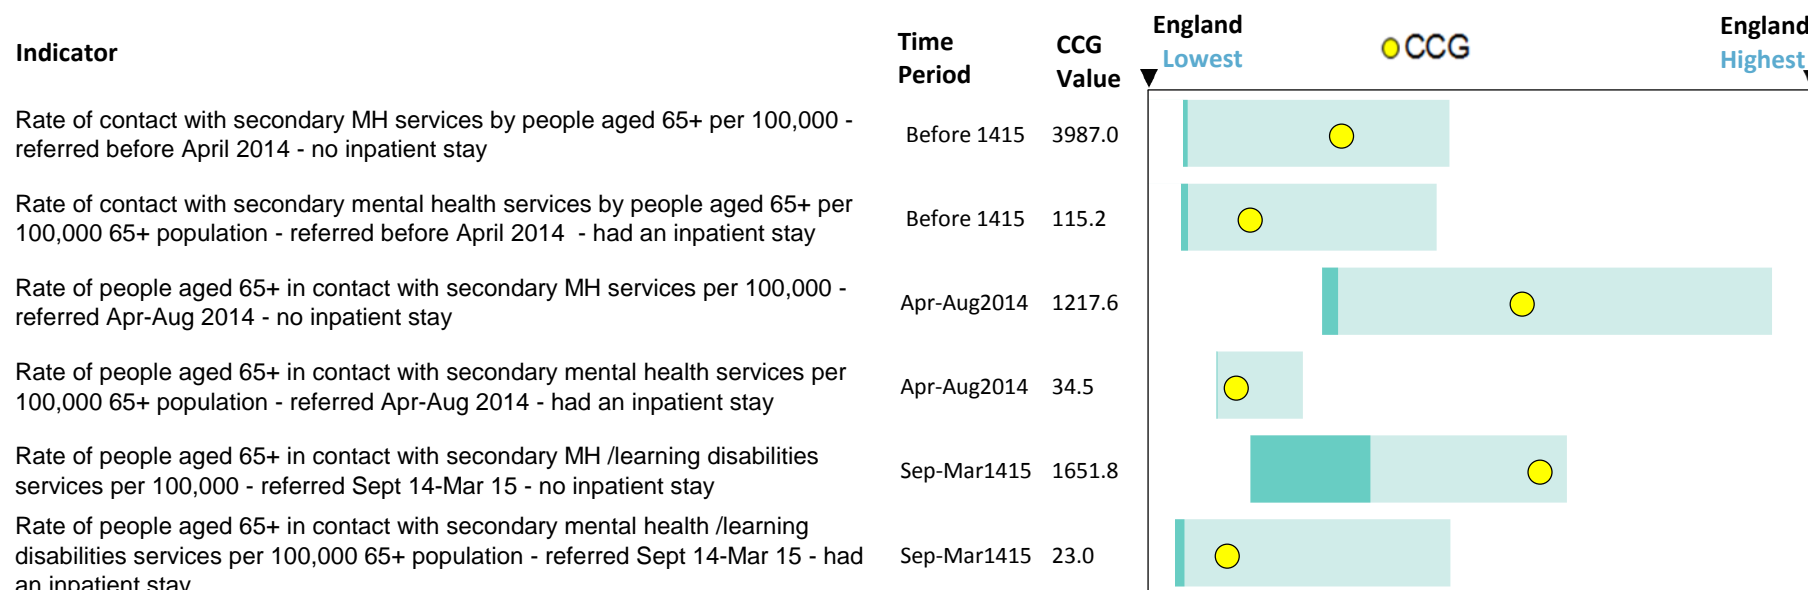 Indicator
Time Period
CCG Value
England Lowest
CCG
England Highest
Rate of contact with secondary MH services by people aged 65+ per 100,000 -
referred before April 2014 - no inpatient stay
Before 1415 3987.0
Rate of contact with secondary mental health services by people aged 65+ per
100,000 65+ population - referred before April 2014  - had an inpatient stay
Before 1415 115.2
Rate of people aged 65+ in contact with secondary MH services per 100,000 -
referred Apr-Aug 2014 - no inpatient stay
Apr-Aug2014 1217.6
Rate of people aged 65+ in contact with secondary mental health services per
100,000 65+ population - referred Apr-Aug 2014 - had an inpatient stay
Apr-Aug2014 34.5
Rate of people aged 65+ in contact with secondary MH /learning disabilities
services per 100,000 - referred Sept 14-Mar 15 - no inpatient stay
Sep-Mar1415 1651.8
Rate of people aged 65+ in contact with secondary mental health /learning
disabilities services per 100,000 65+ population - referred Sept 14-Mar 15 - had
an inpatient stay
Sep-Mar1415 23.0